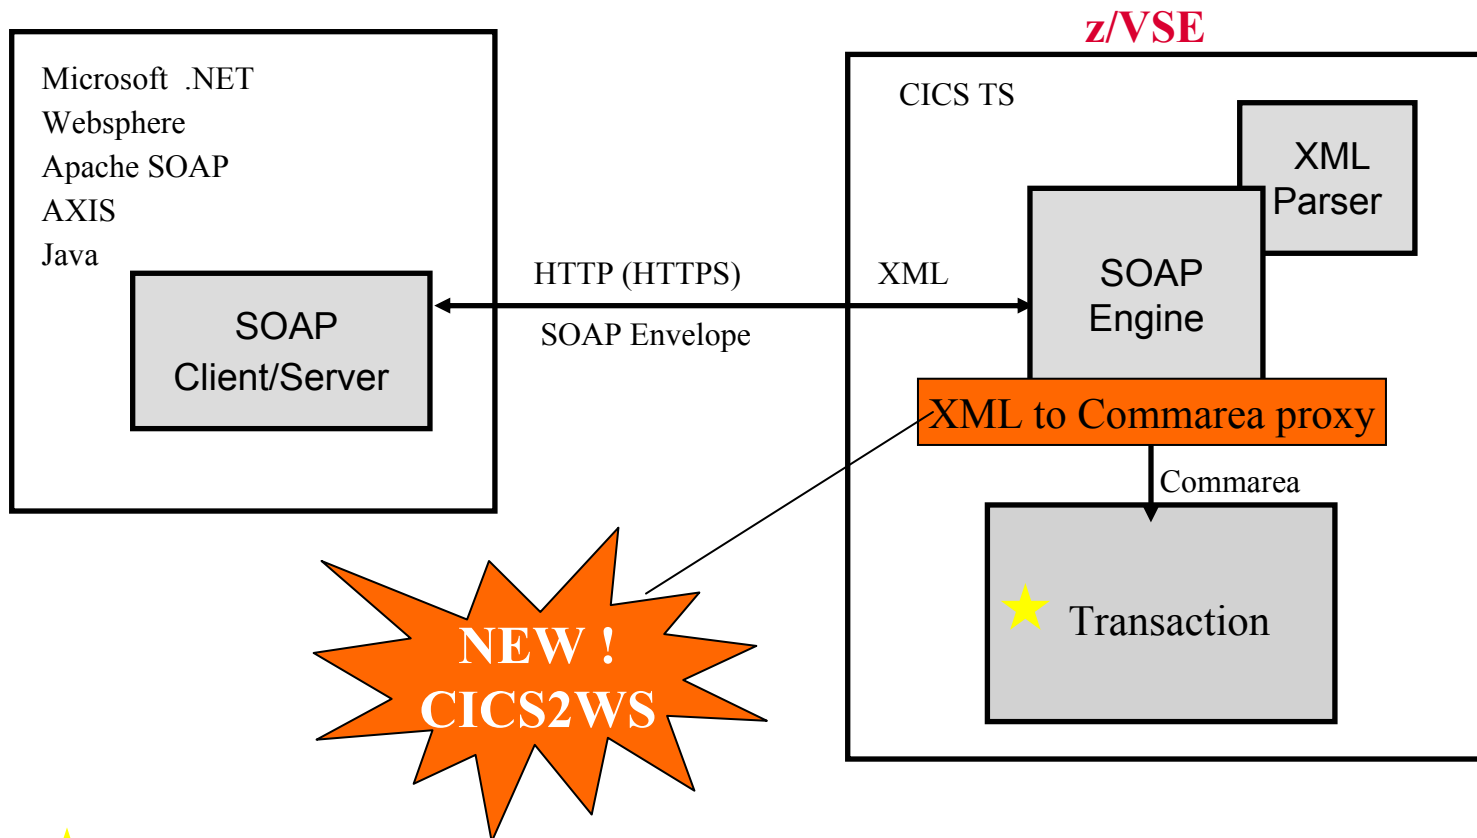 z/VSE
Microsoft .NET
Websphere
Apache SOAP
AXIS
Java
SOAP
Client/Server
HTTP (HTTPS)
SOAP Envelope
CICS TS
XML
Parser
XML
SOAP
Engine
XML to Commarea proxy
Commarea
Transaction
NEW !
CICS2WS